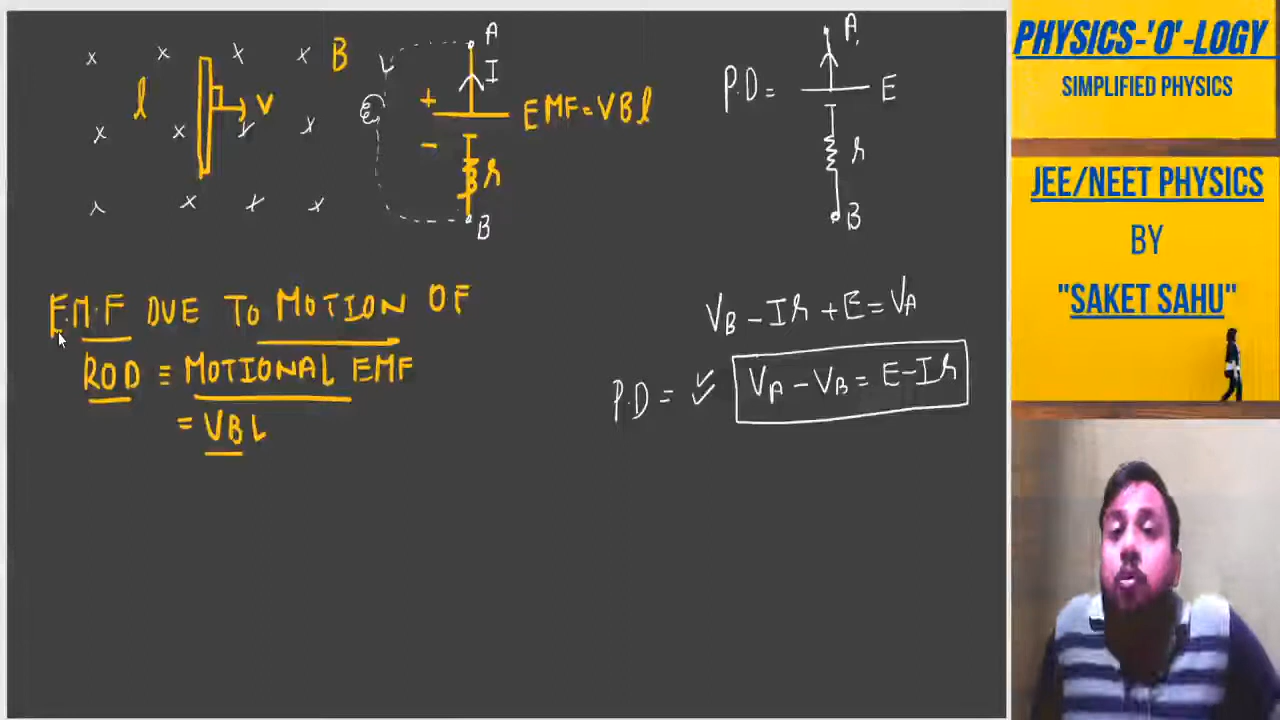 B
l
V
A
I
+
EMF = VBl
-
r
B
A
P.D =
E
r
B
E.M.F DUE TO MOTION OF
ROD ≡ MOTIONAL EMF
= VBL
VB - Ir + E = VA
P.D = VA - VB = E - Ir
PHYSICS-'O'-LOGY
SIMPLIFIED PHYSICS
JEE/NEET PHYSICS
BY
"SAKET SAHU"